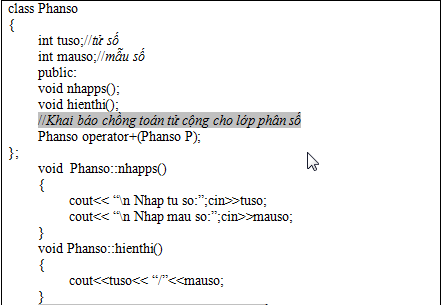 class Phanso
{
int tuso;//tử số
int mauso;//mẫu số
public:
void nhapps();
void hienthi();
//Khai báo chồng toán tử cộng cho lớp phân số
Phanso operator+(Phanso P);
};
void  Phanso::nhapps()
{
cout<< “\n Nhap tu so:”;cin>>tuso;
cout<< “\n Nhap mau so:”;cin>>mauso;
}
void Phanso::hienthi()
{
cout<<tuso<< “/”<<mauso;
}